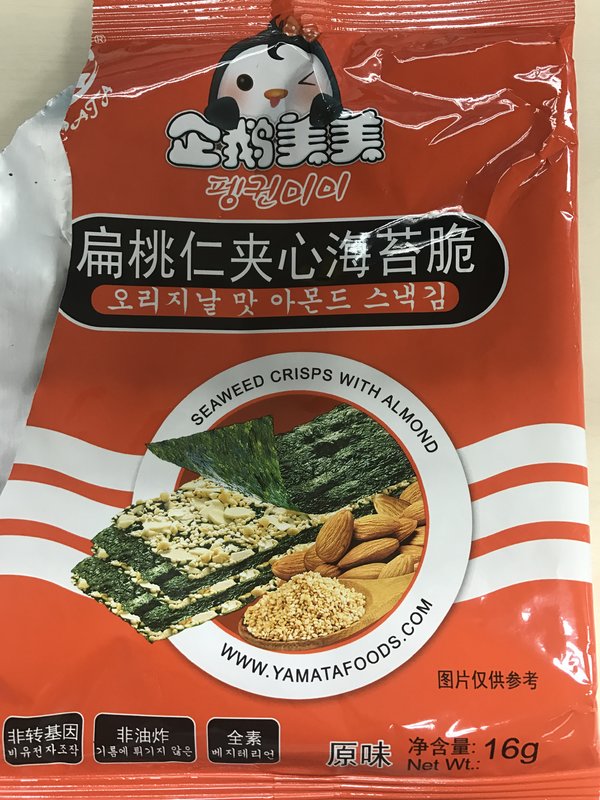 企鹅美美
펭귄미미
扁桃仁夹心海苔脆
오리지날 맛 아몬드 스낵김
SEAWEED CRISPS WITH ALMOND
WWW.YAMATAFOODS.COM
图片仅供参考
非转基因
비유전자조작
非油炸
기름에 튀기지 않은
全素
베지테리언
原味
净含量: 16g
Net Wt.: